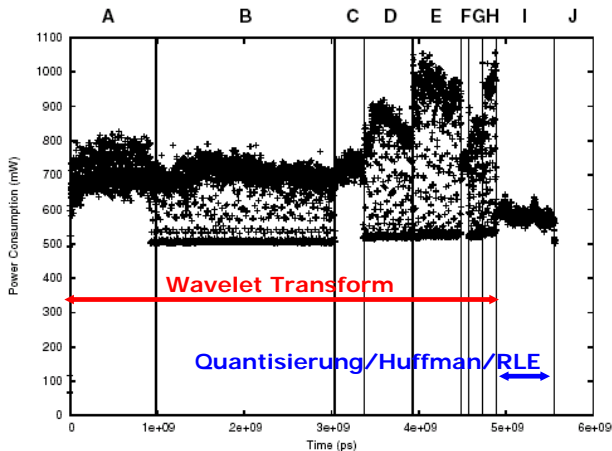 A B C D E F G H I J
1100
1000
900
800
700
600
500
400
300
200
100
0
Power Consumption (mW)
Wavelet Transform
Quantisierung/Huffman/RLE
0 1e+09 2e+09 3e+09 4e+09 5e+09 6e+09
Time (ps)